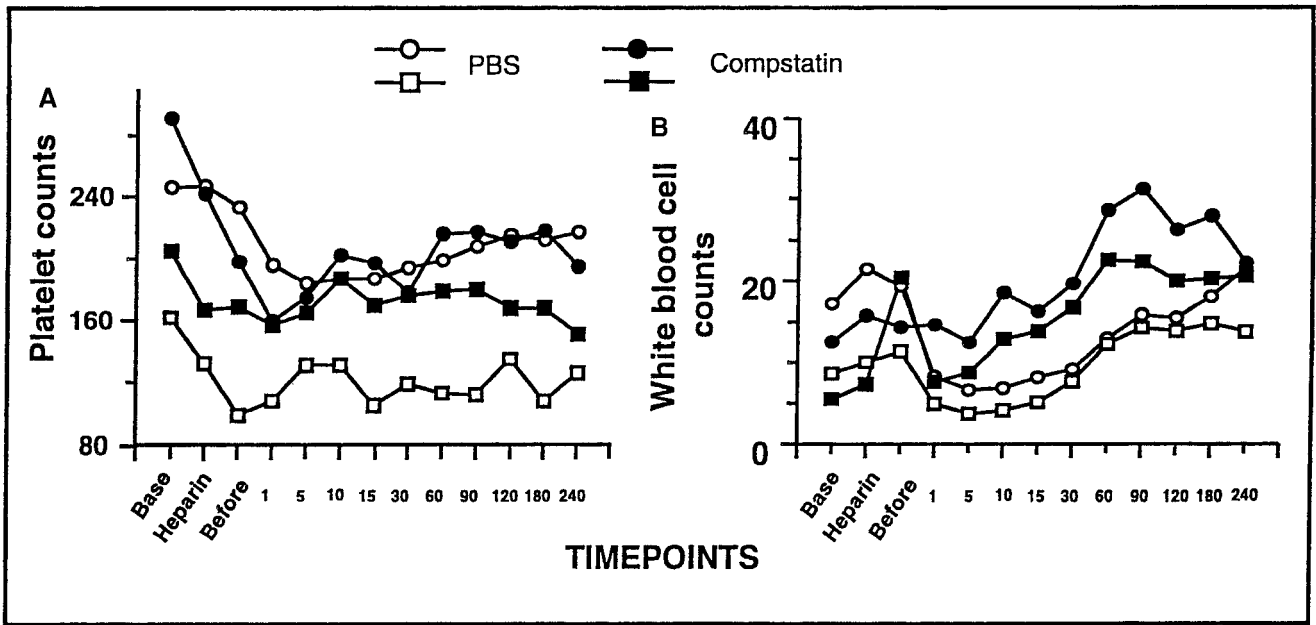 PBS
Compstatin
A
Platelet counts
240
160
80
Base
Heparin
Before
1
5
10
15
30
60
90
120
180
240
B
White blood cell
counts
40
20
0
Base
Heparin
Before
1
5
10
15
30
60
90
120
180
240
TIMEPOINTS